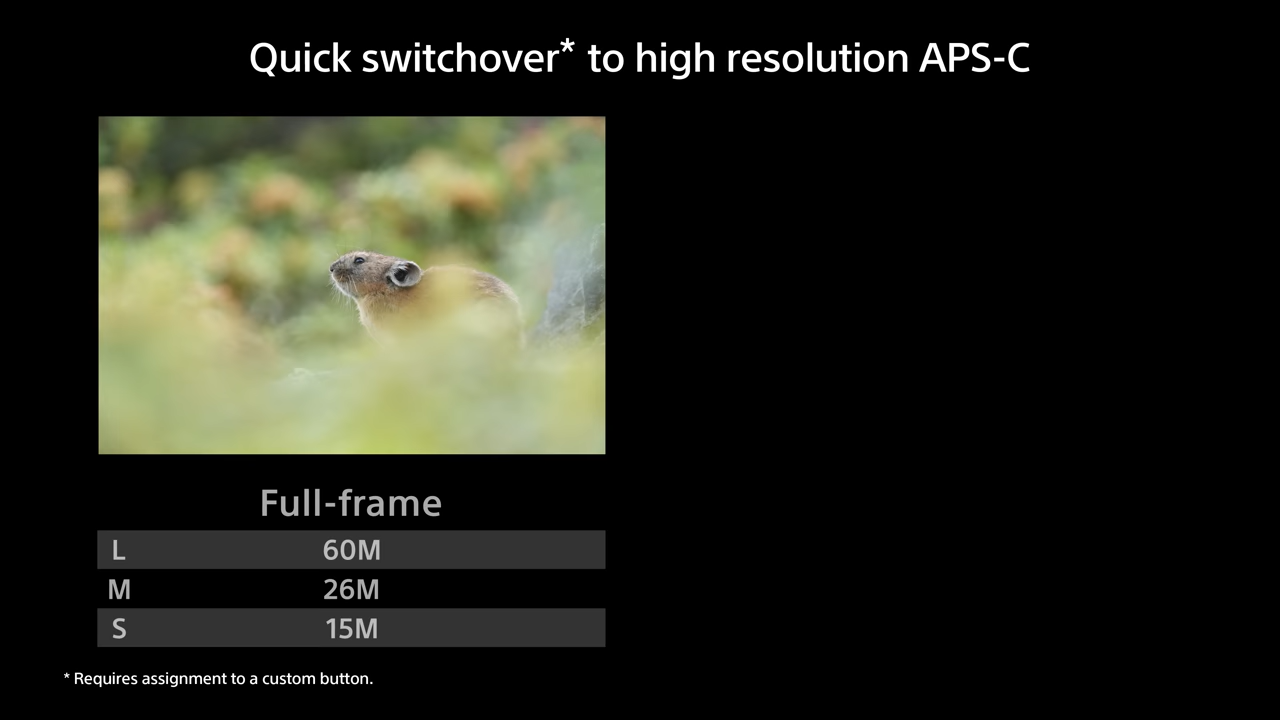 Quick switchover* to high resolution APS-C
Full-frame
L 60M
M 26M
S 15M
* Requires assignment to a custom button.